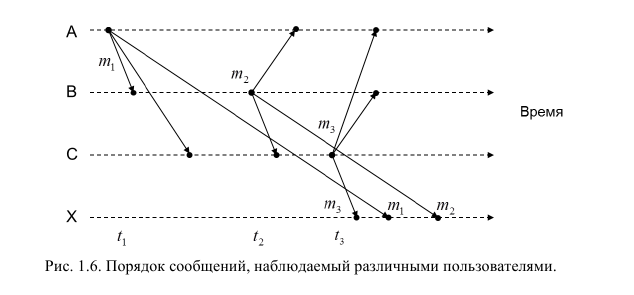 A
m₁
m₂
B
Время
m₃
C
m₃ m₁ m₂
X
t₁ t₂ t₃
Рис. 1.6. Порядок сообщений, наблюдаемый различными пользователями.